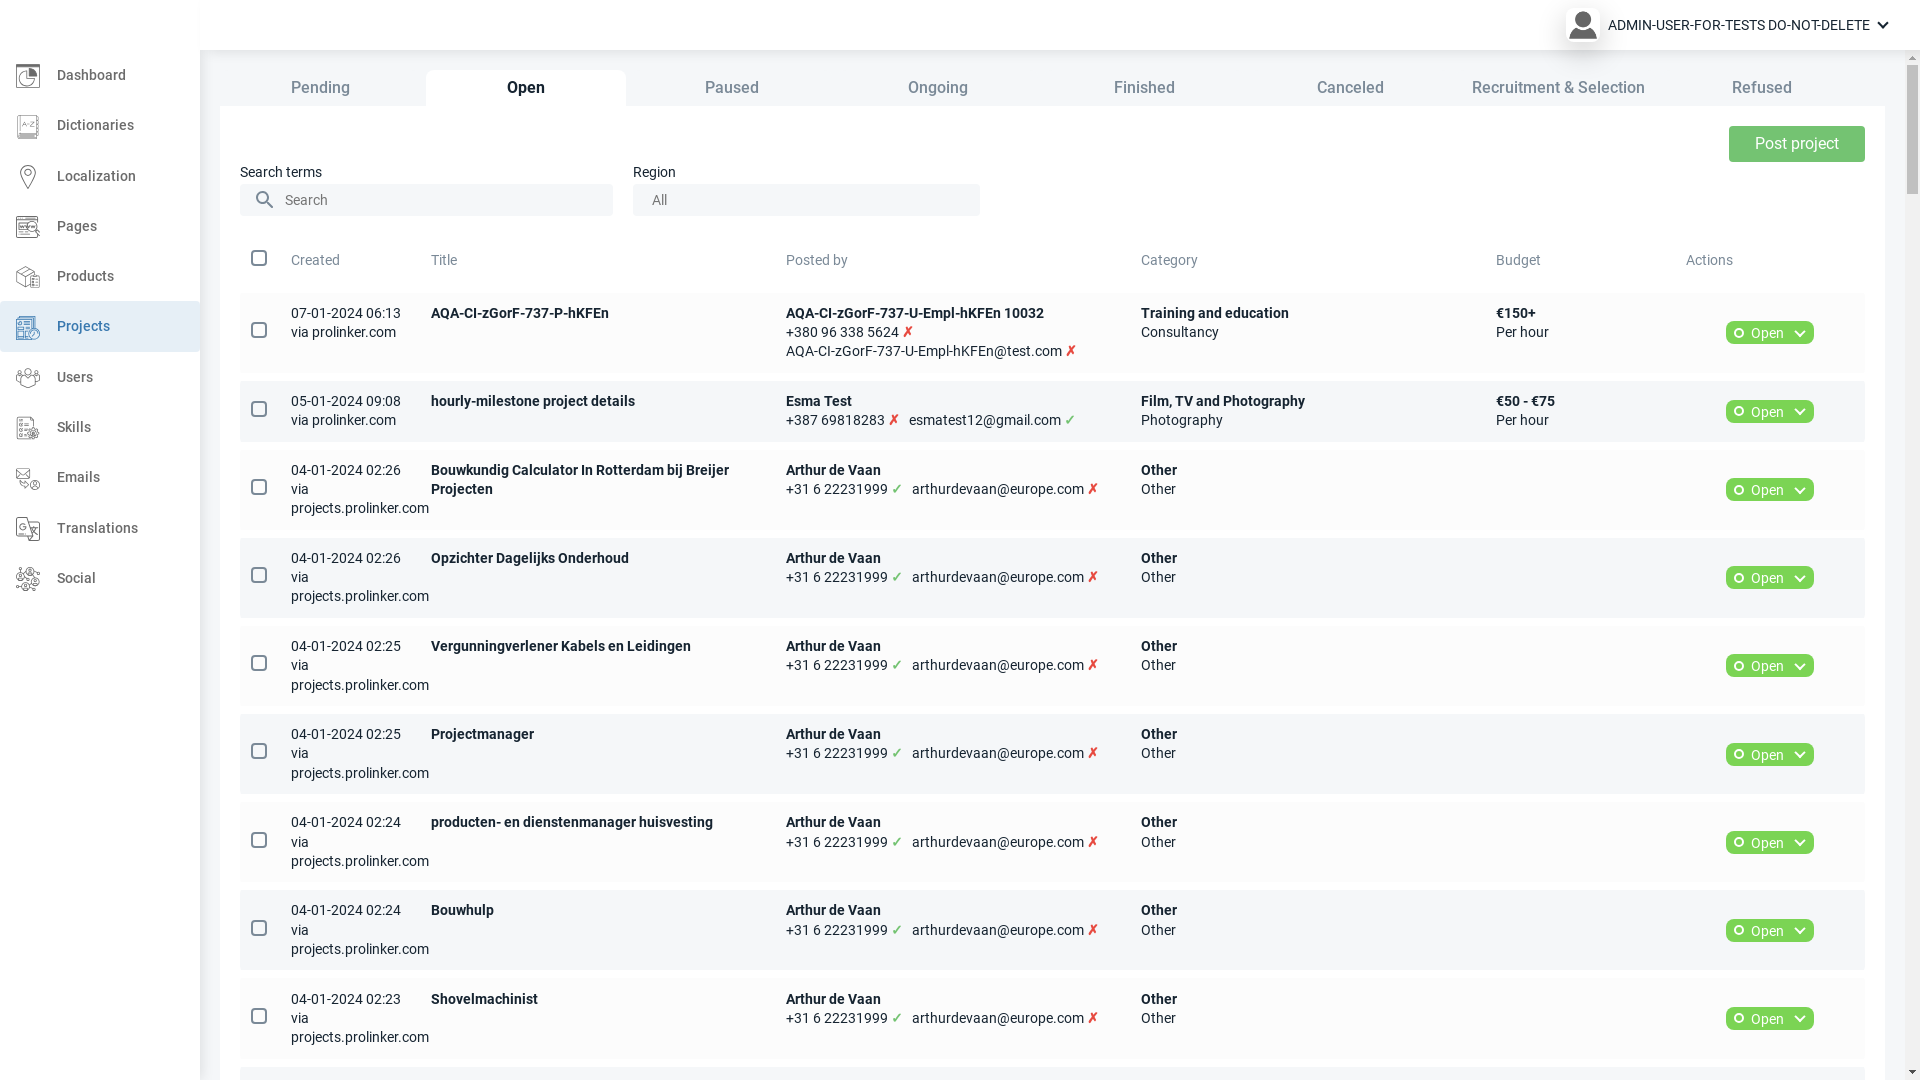 ADMIN-USER-FOR-TESTS DO-NOT-DELETE
Dashboard
Dictionaries
Localization
Pages
Products
Projects
Users
Skills
Emails
Translations
Social
Pending
Open
Paused
Ongoing
Finished
Canceled
Recruitment & Selection
Refused
Post project
Search terms
Region
Search
All
Created
Title
Posted by
Category
Budget
Actions
07-01-2024 06:13
via prolinker.com
AQA-CI-zGorF-737-P-hKFEn
AQA-CI-zGorF-737-U-Empl-hKFEn 10032
+380 96 338 5624 ✗
AQA-CI-zGorF-737-U-Empl-hKFEn@test.com ✗
Training and education
Consultancy
€150+
Per hour
Open
05-01-2024 09:08
via prolinker.com
hourly-milestone project details
Esma Test
+387 69818283 ✗ esmatest12@gmail.com ✓
Film, TV and Photography
Photography
€50 - €75
Per hour
Open
04-01-2024 02:26
via
projects.prolinker.com
Bouwkundig Calculator In Rotterdam bij Breijer
Projecten
Arthur de Vaan
+31 6 22231999 ✓ arthurdevaan@europe.com ✗
Other
Other
Open
04-01-2024 02:26
via
projects.prolinker.com
Opzichter Dagelijks Onderhoud
Arthur de Vaan
+31 6 22231999 ✓ arthurdevaan@europe.com ✗
Other
Other
Open
04-01-2024 02:25
via
projects.prolinker.com
Vergunningverlener Kabels en Leidingen
Arthur de Vaan
+31 6 22231999 ✓ arthurdevaan@europe.com ✗
Other
Other
Open
04-01-2024 02:25
via
projects.prolinker.com
Projectmanager
Arthur de Vaan
+31 6 22231999 ✓ arthurdevaan@europe.com ✗
Other
Other
Open
04-01-2024 02:24
via
projects.prolinker.com
producten- en dienstenmanager huisvesting
Arthur de Vaan
+31 6 22231999 ✓ arthurdevaan@europe.com ✗
Other
Other
Open
04-01-2024 02:24
via
projects.prolinker.com
Bouwhulp
Arthur de Vaan
+31 6 22231999 ✓ arthurdevaan@europe.com ✗
Other
Other
Open
04-01-2024 02:23
via
projects.prolinker.com
Shovelmachinist
Arthur de Vaan
+31 6 22231999 ✓ arthurdevaan@europe.com ✗
Other
Other
Open